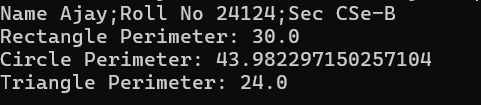 Name Ajay;Roll No 24124;Sec CSe-B
Rectangle Perimeter: 30.0
Circle Perimeter: 43.982297150257104
Triangle Perimeter: 24.0